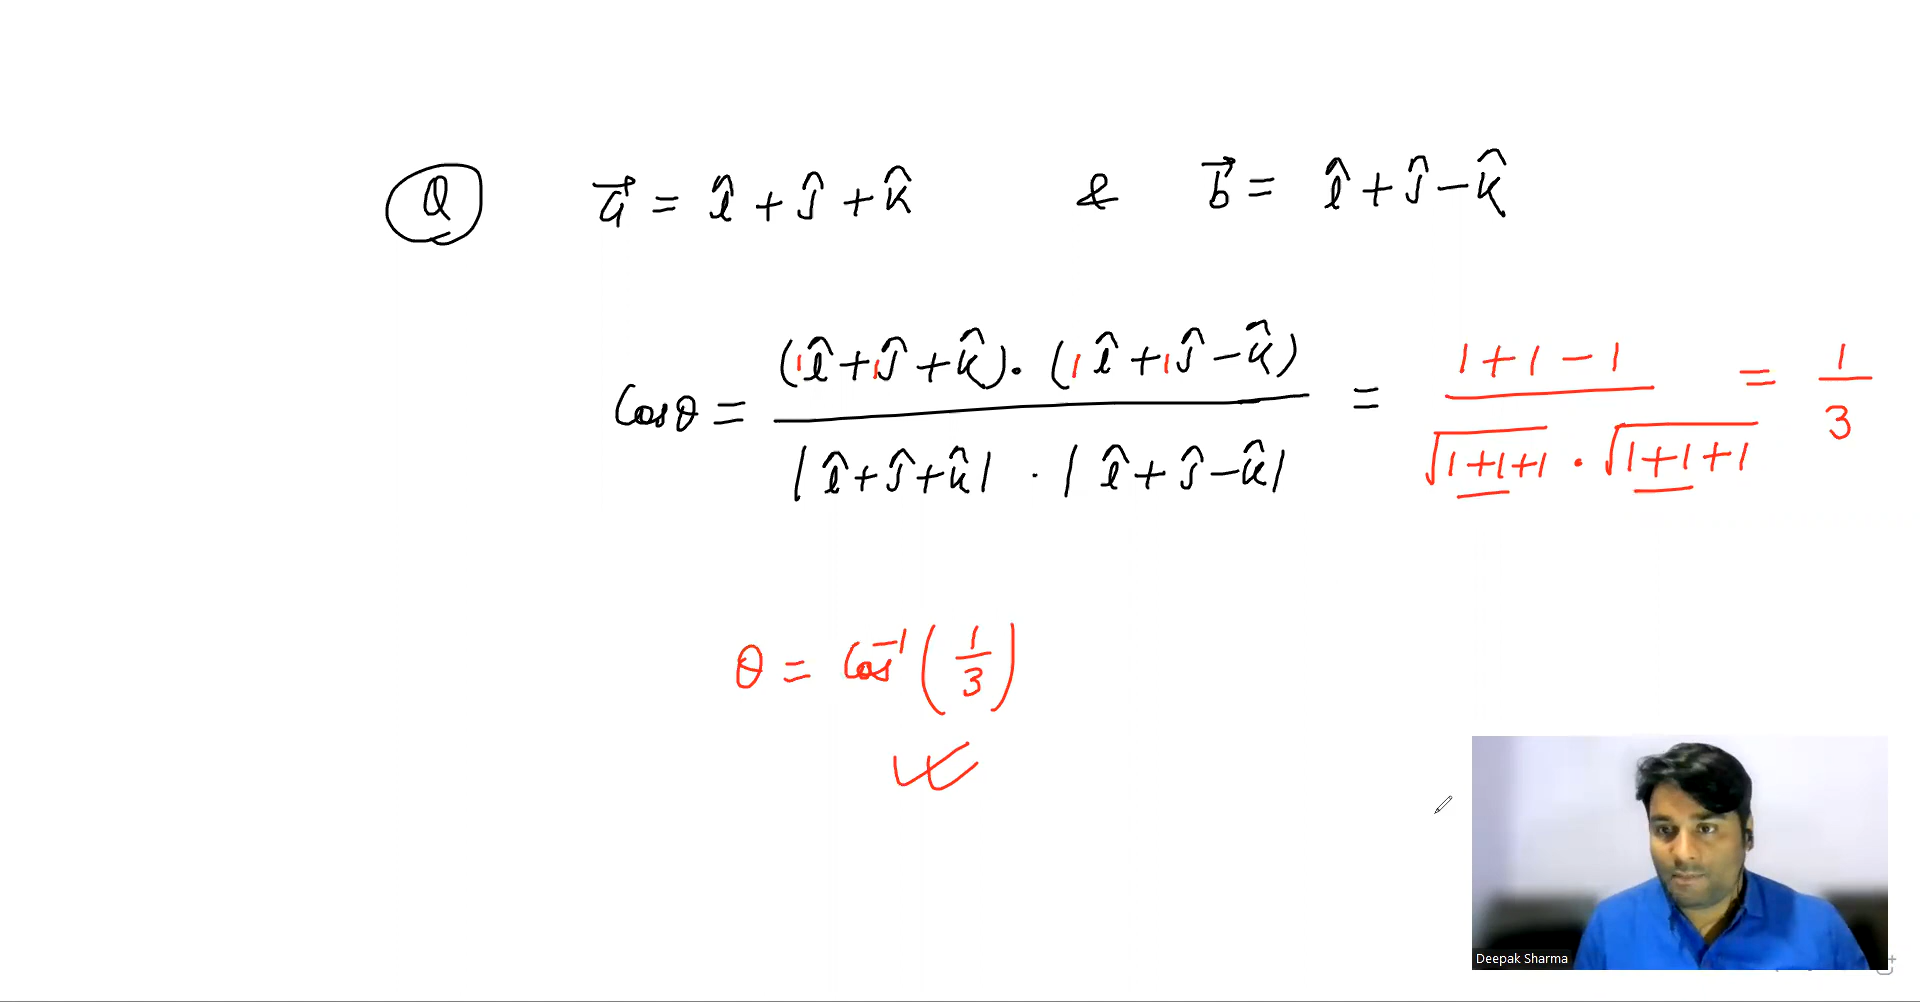 Q a⃗ = î + ĵ + k̂ & b⃗ = î + ĵ - k̂
Cosθ = (1î + 1ĵ + k̂) . (1î + 1ĵ - k̂) / |î + ĵ + k̂| . |î + ĵ - k̂| = 1+1-1 / √1+1+1 . √1+1+1 = 1/3
θ = Cos⁻¹(1/3)
Deepak Sharma